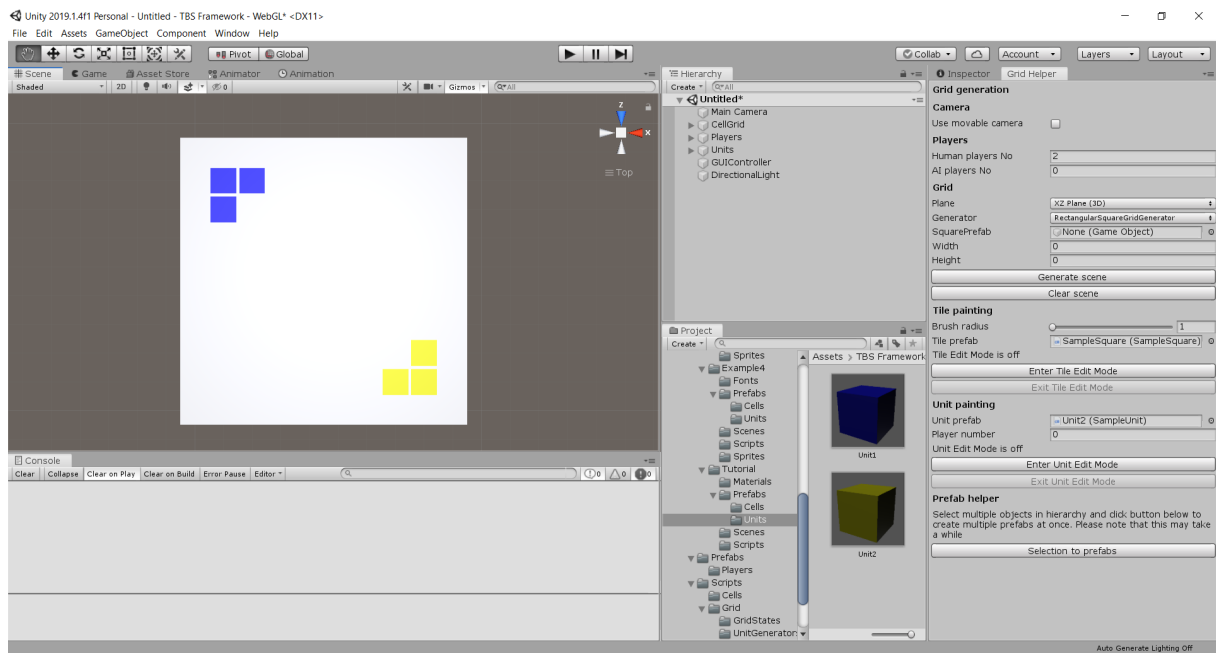 Unity 2019.1.4f1 Personal - Untitled - TBS Framework - WebGL* <DX11>
File Edit Assets GameObject Component Window Help
Pivot Global
Collab Account Layers Layout
Scene Game Asset Store Animator Animation
Shaded 2D 0 Gizmos All
z
x
Top
Hierarchy
Create All
Untitled*
Main Camera
CellGrid
Players
Units
GUIController
DirectionalLight
Project
Create
Sprites
Example4
Fonts
Prefabs
Cells
Units
Scenes
Scripts
Sprites
Tutorial
Materials
Prefabs
Cells
Units
Scenes
Scripts
Prefabs
Players
Scripts
Cells
Grid
GridStates
UnitGenerator
Assets > TBS Framework
Unit1
Unit2
Inspector Grid Helper
Grid generation
Camera
Use movable camera
Players
Human players No 2
AI players No 0
Grid
Plane XZ Plane (3D)
Generator RectangularSquareGridGenerator
SquarePrefab None (Game Object)
Width 0
Height 0
Generate scene
Clear scene
Tile painting
Brush radius 1
Tile prefab SampleSquare (SampleSquare)
Tile Edit Mode is off
Enter Tile Edit Mode
Exit Tile Edit Mode
Unit painting
Unit prefab Unit2 (SampleUnit)
Player number 0
Unit Edit Mode is off
Enter Unit Edit Mode
Exit Unit Edit Mode
Prefab helper
Select multiple objects in hierarchy and click button below to
create multiple prefabs at once. Please note that this may take
a while
Selection to prefabs
Console
Clear Collapse Clear on Play Clear on Build Error Pause Editor 0 0 0
Auto Generate Lighting Off